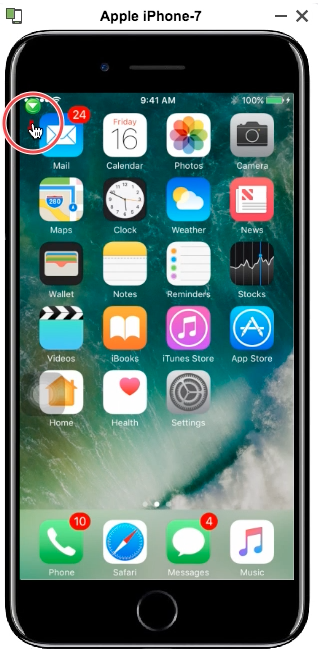 Apple iPhone-7
9:41 AM 100%
24
Friday
16
Mail Calendar Photos Camera
280
Maps Clock Weather News
Wallet Notes Reminders Stocks
Videos iBooks iTunes Store App Store
Home Health Settings
10 4
Phone Safari Messages Music